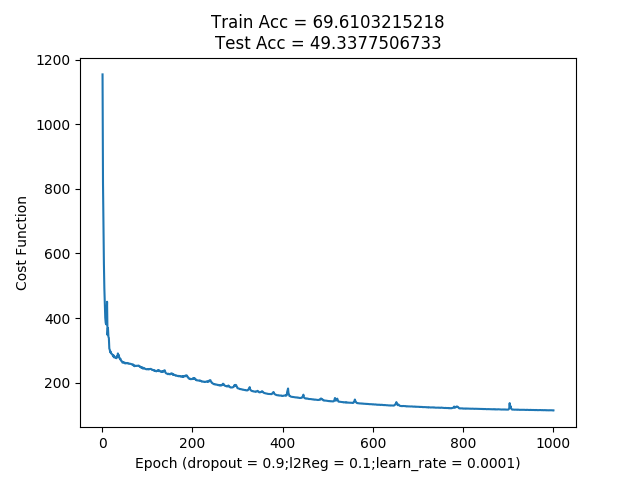 Train Acc = 69.6103215218
Test Acc = 49.3377506733
1200
1000
800
600
400
200
Cost Function
0 200 400 600 800 1000
Epoch (dropout = 0.9;l2Reg = 0.1;learn_rate = 0.0001)